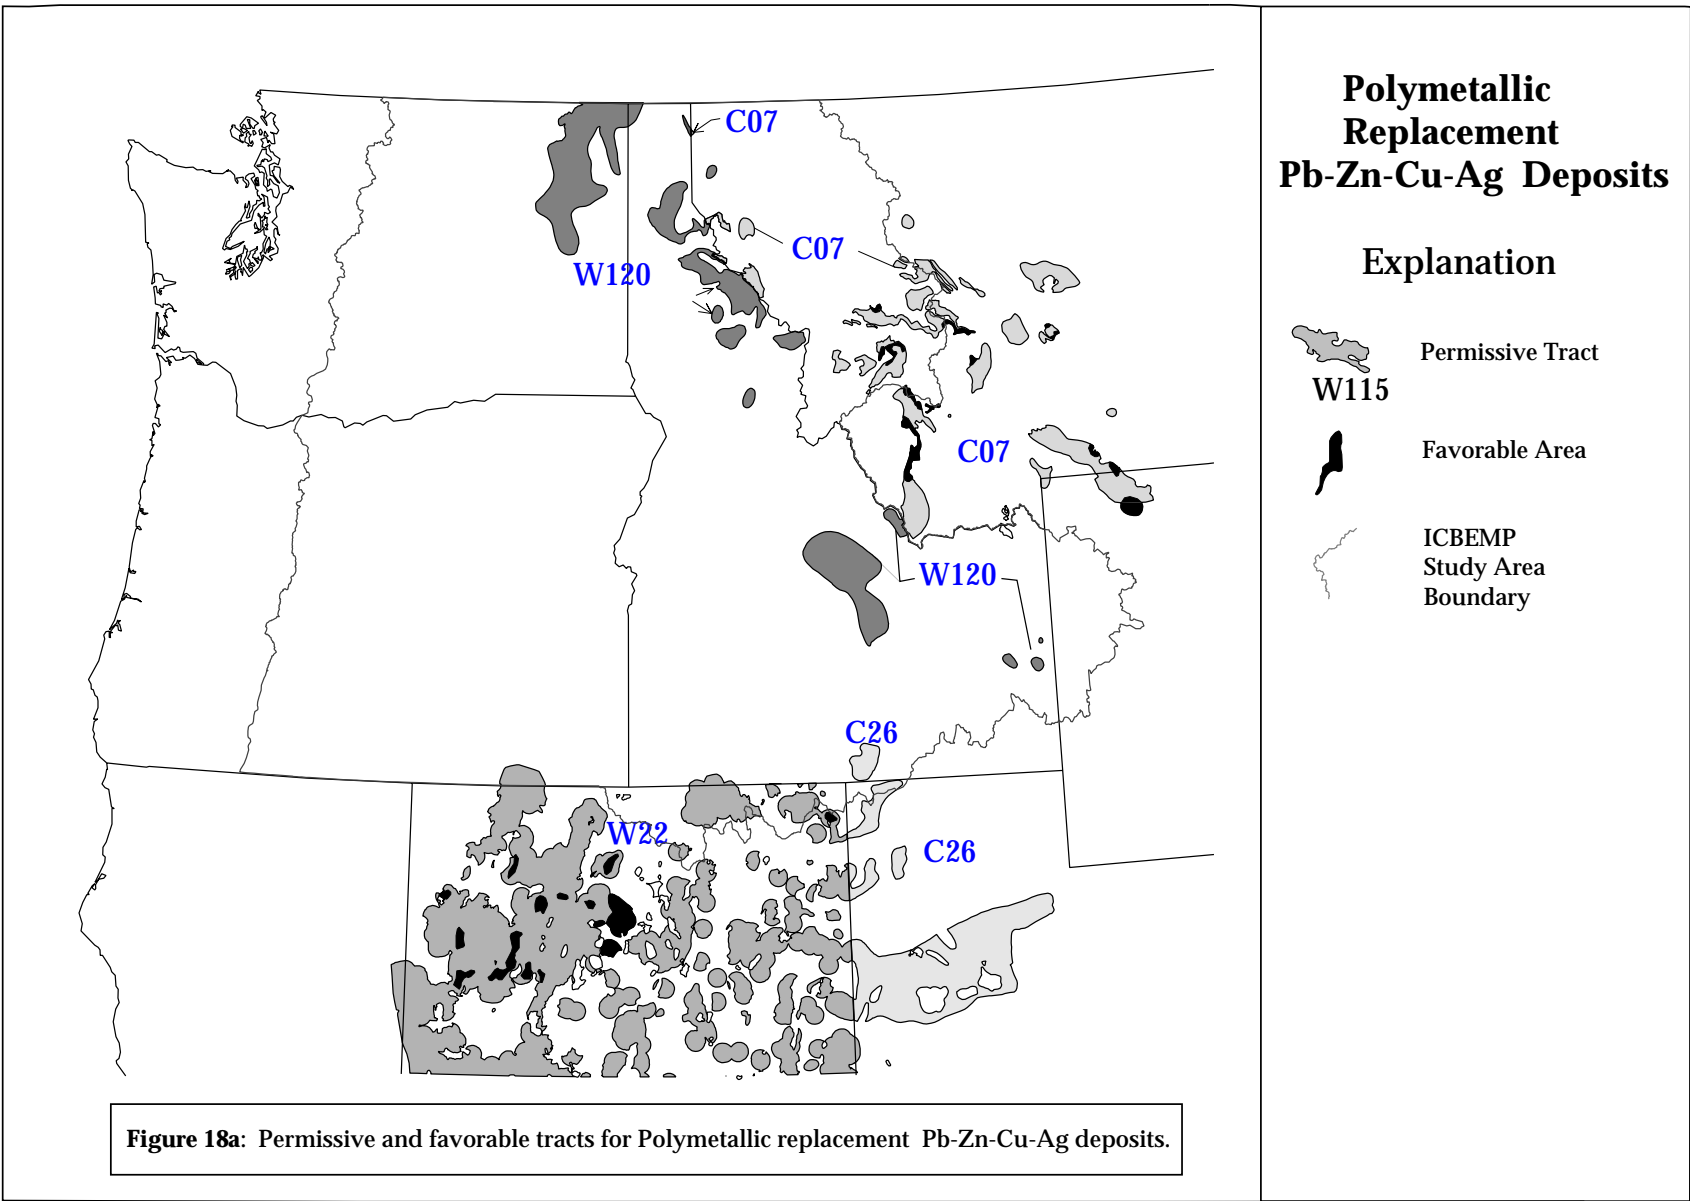 Polymetallic
Replacement
Pb-Zn-Cu-Ag Deposits
Explanation
Permissive Tract
W115
Favorable Area
ICBEMP
Study Area
Boundary
C07
C07
W120
C07
W120
C26
W22
C26
Figure 18a: Permissive and favorable tracts for Polymetallic replacement Pb-Zn-Cu-Ag deposits.